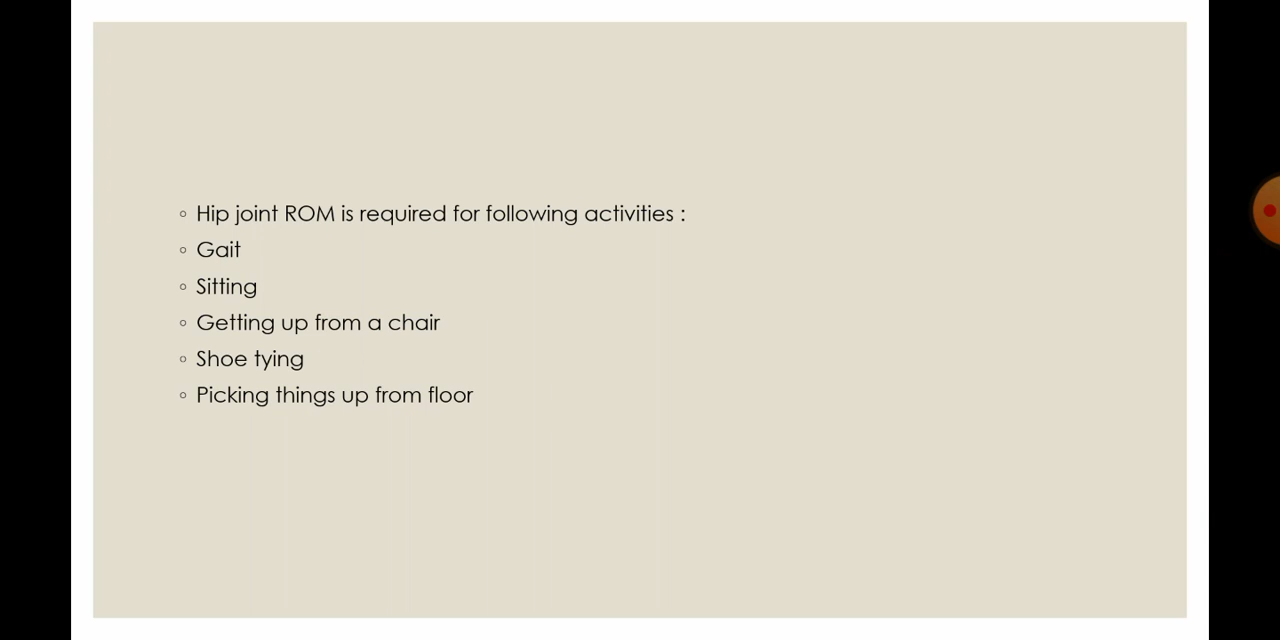 ◦ Hip joint ROM is required for following activities :
◦ Gait
◦ Sitting
◦ Getting up from a chair
◦ Shoe tying
◦ Picking things up from floor